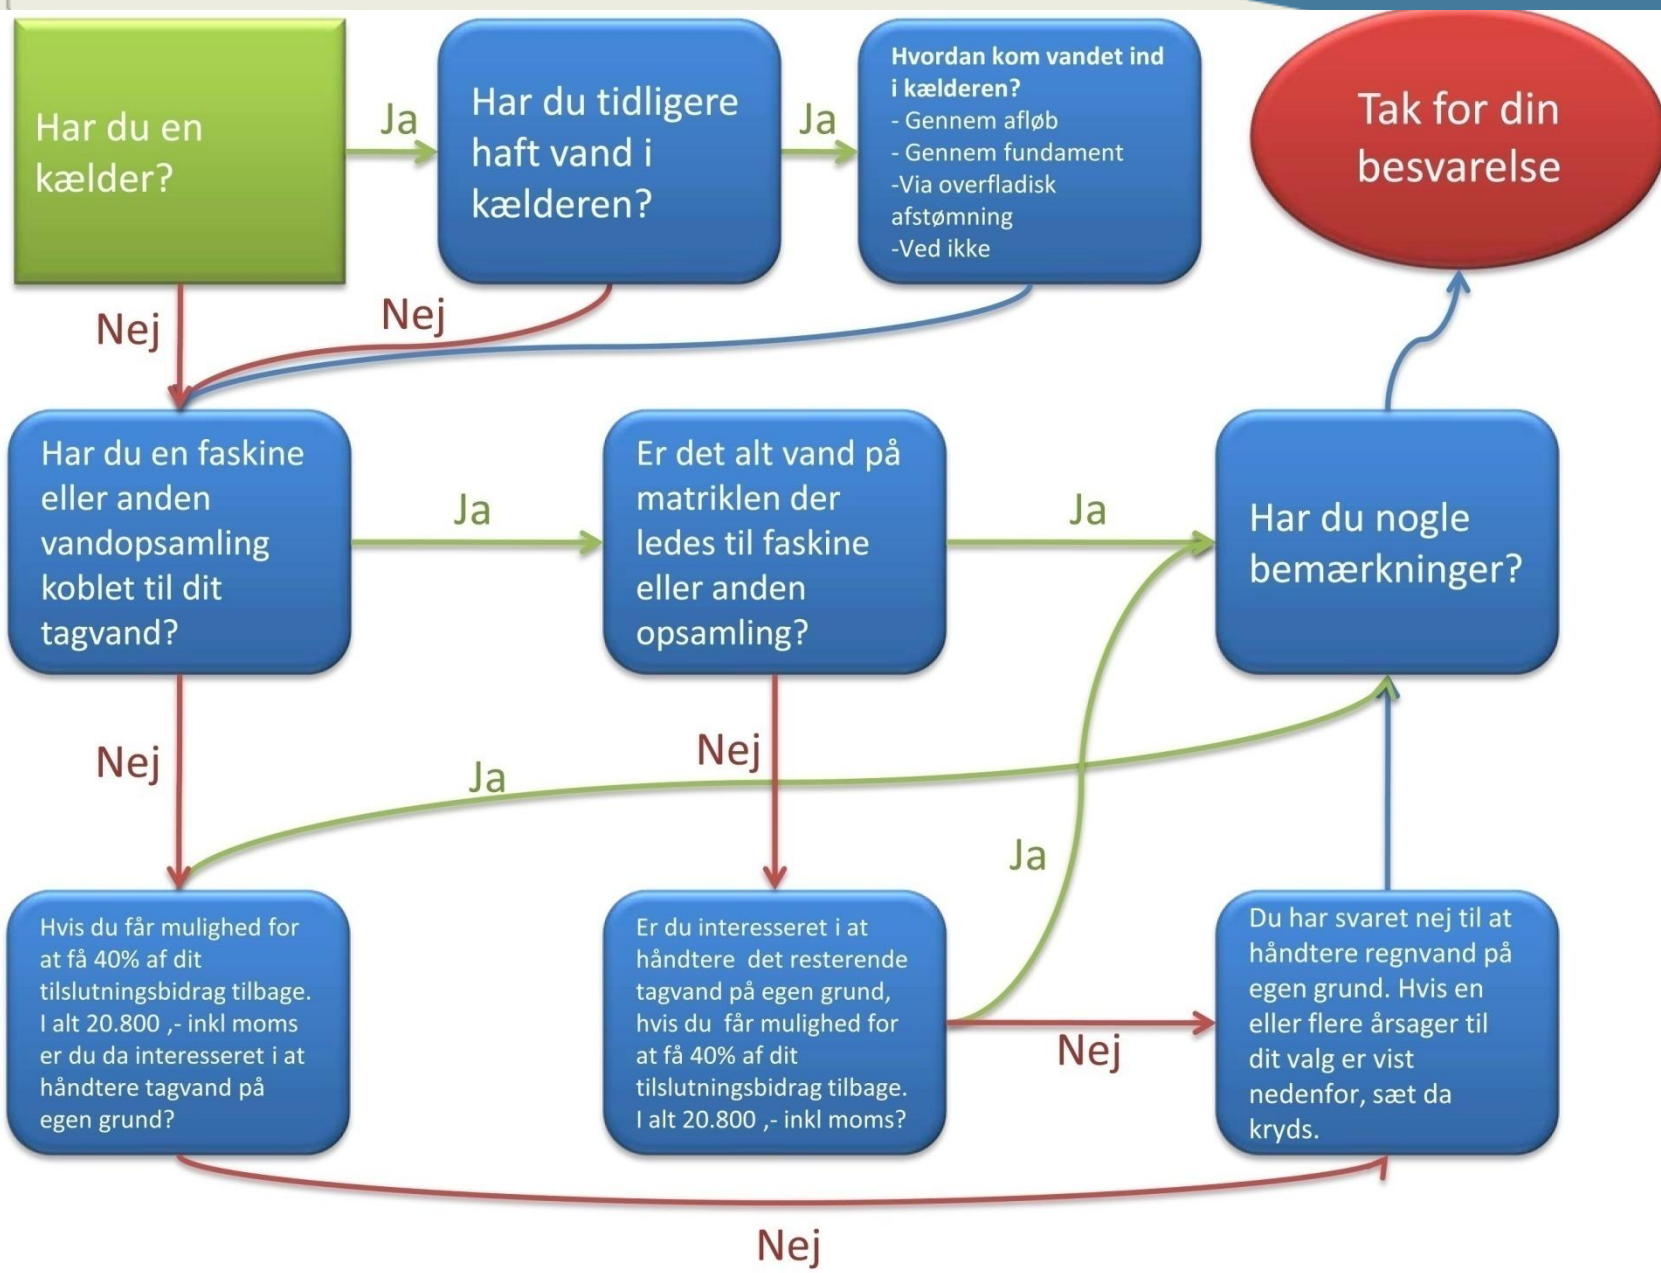 Har du en
kælder?
Ja
Har du tidligere
haft vand i
kælderen?
Ja
Hvordan kom vandet ind
i kælderen?
- Gennem afløb
- Gennem fundament
-Via overfladisk
afstømning
-Ved ikke
Tak for din
besvarelse
Nej
Nej
Har du en faskine
eller anden
vandopsamling
koblet til dit
tagvand?
Ja
Er det alt vand på
matriklen der
ledes til faskine
eller anden
opsamling?
Ja
Har du nogle
bemærkninger?
Nej
Ja
Nej
Ja
Hvis du får mulighed for
at få 40% af dit
tilslutningsbidrag tilbage.
I alt 20.800 ,- inkl moms
er du da interesseret i at
håndtere tagvand på
egen grund?
Er du interesseret i at
håndtere  det resterende
tagvand på egen grund,
hvis du  får mulighed for
at få 40% af dit
tilslutningsbidrag tilbage.
I alt 20.800 ,- inkl moms?
Nej
Du har svaret nej til at
håndtere regnvand på
egen grund. Hvis en
eller flere årsager til
dit valg er vist
nedenfor, sæt da
kryds.
Nej